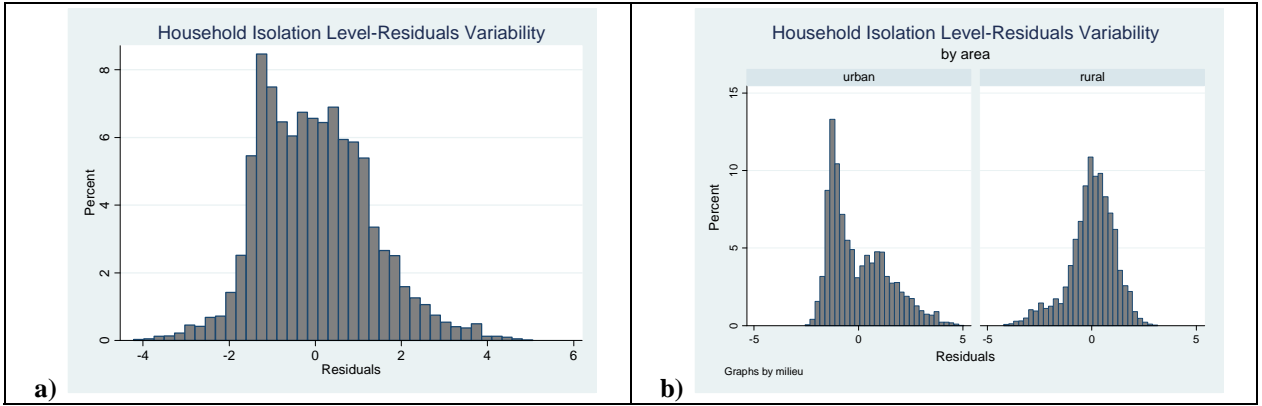 Household Isolation Level-Residuals Variability
8
6
4
2
0
Percent
-4 -2 0 2 4 6
Residuals
a)
Household Isolation Level-Residuals Variability
by area
urban rural
15
10
5
0
Percent
-5 0 5 -5 0 5
Residuals
Graphs by milieu
b)